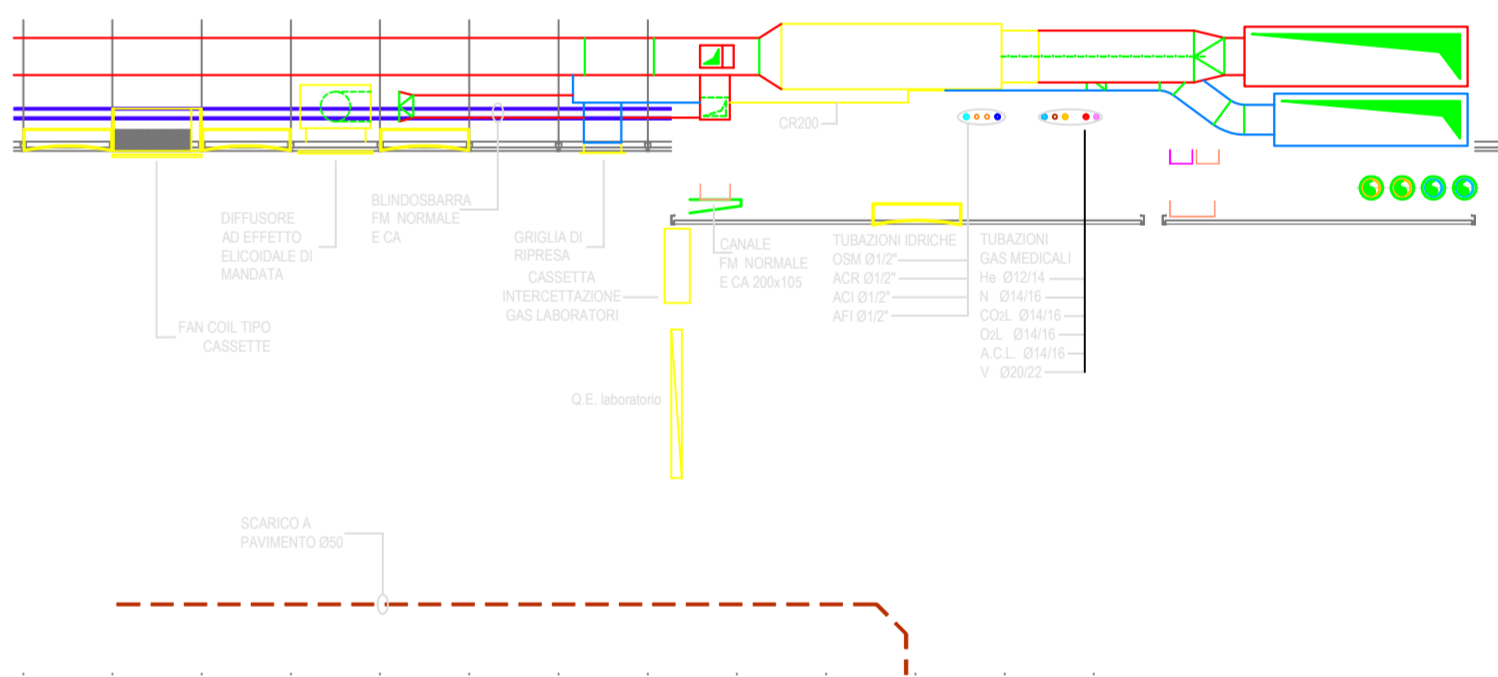 CR200
DIFFUSORE
AD EFFETTO
ELICOIDALE DI
MANDATA
BLINDOSBARRA
FM NORMALE
E CA
GRIGLIA DI
RIPRESA
CASSETTA
INTERCETTAZIONE
GAS LABORATORI
CANALE
FM NORMALE
E CA 200x105
TUBAZIONI IDRICHE
OSM Ø1/2"
ACR Ø1/2"
ACI Ø1/2"
AFI Ø1/2"
TUBAZIONI
GAS MEDICALI
He Ø12/14
N Ø14/16
CO2L Ø14/16
O2L Ø14/16
A.C.L. Ø14/16
V Ø20/22
FAN COIL TIPO
CASSETTE
Q.E. laboratorio
SCARICO A
PAVIMENTO Ø50